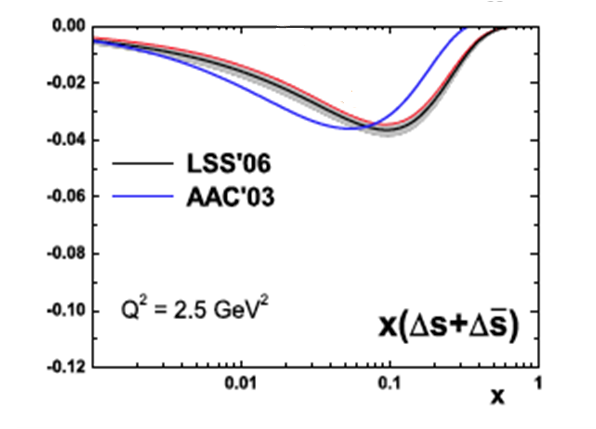 0.00
-0.02
-0.04
-0.06
-0.08
-0.10
-0.12
LSS'06
AAC'03
Q² = 2.5 GeV²
x(Δs+Δs̅)
0.01 0.1 1
x